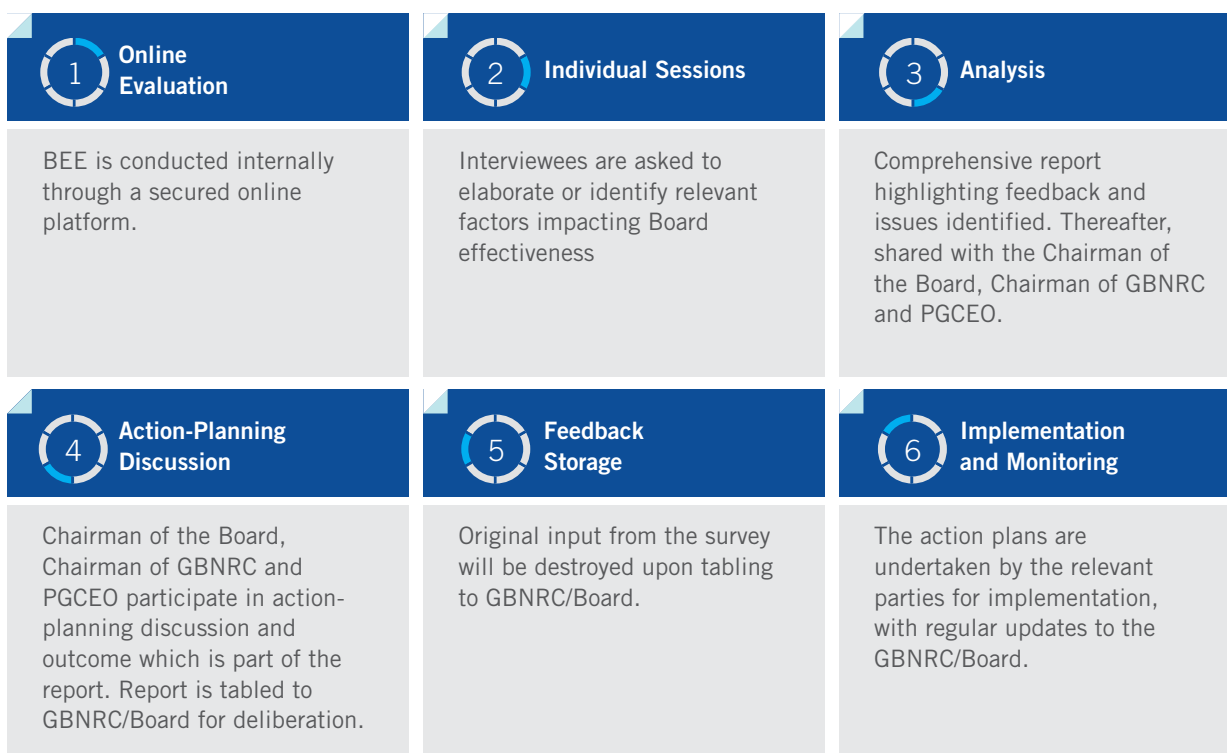 1
Online
Evaluation
BEE is conducted internally
through a secured online
platform.
2
Individual Sessions
Interviewees are asked to
elaborate or identify relevant
factors impacting Board
effectiveness
3
Analysis
Comprehensive report
highlighting feedback and
issues identified. Thereafter,
shared with the Chairman of
the Board, Chairman of GBNRC
and PGCEO.
4
Action-Planning
Discussion
Chairman of the Board,
Chairman of GBNRC and
PGCEO participate in action-
planning discussion and
outcome which is part of the
report. Report is tabled to
GBNRC/Board for deliberation.
5
Feedback
Storage
Original input from the survey
will be destroyed upon tabling
to GBNRC/Board.
6
Implementation
and Monitoring
The action plans are
undertaken by the relevant
parties for implementation,
with regular updates to the
GBNRC/Board.